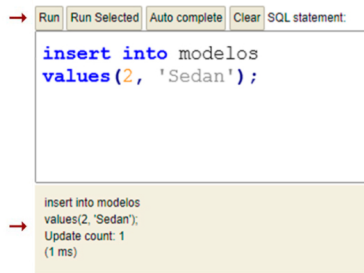 Run Run Selected Auto complete Clear SQL statement:
insert into modelos
values(2, 'Sedan');
insert into modelos
values(2, 'Sedan');
Update count: 1
(1 ms)